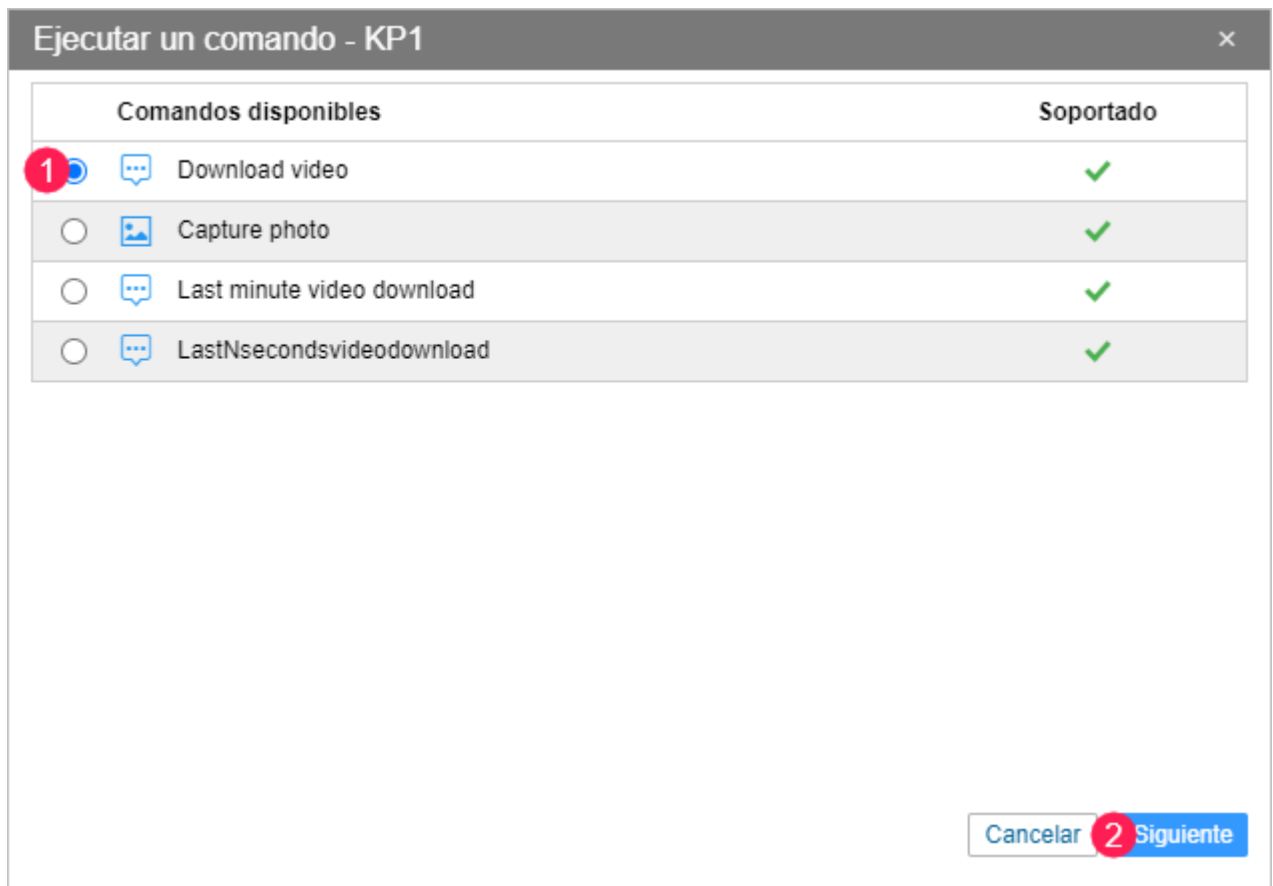 Ejecutar un comando - KP1 ×
Comandos disponibles Soportado
1 Download video
Capture photo
Last minute video download
LastNsecondsvideodownload
Cancelar 2 Siguiente